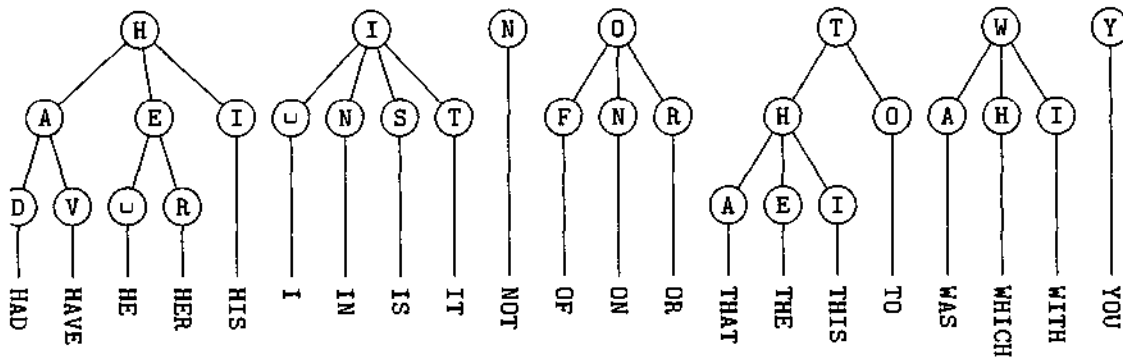 H I N O T W Y
A E I ␣ N S T F N R H O A H I
D V ␣ R A E I
HAD HAVE HE HER HIS I IN IS IT NOT OF ON OR THAT THE THIS TO WAS WHICH WITH YOU